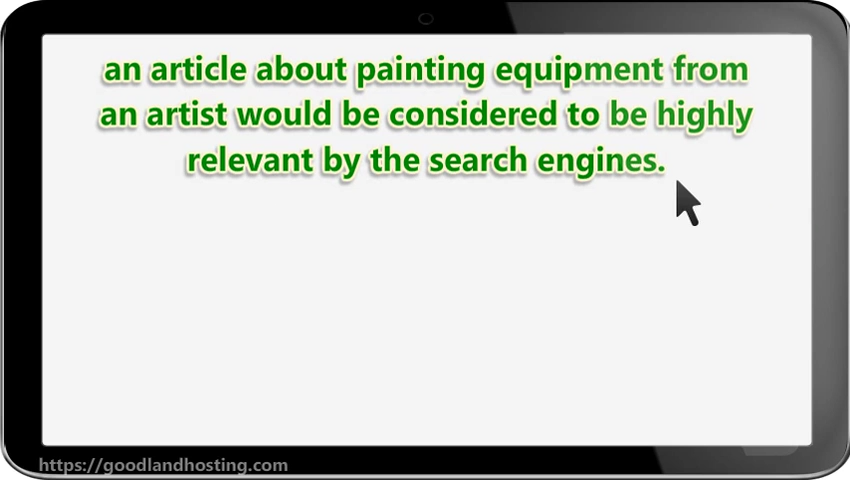 an article about painting equipment from
an artist would be considered to be highly
relevant by the search engines.
https://goodlandhosting.com